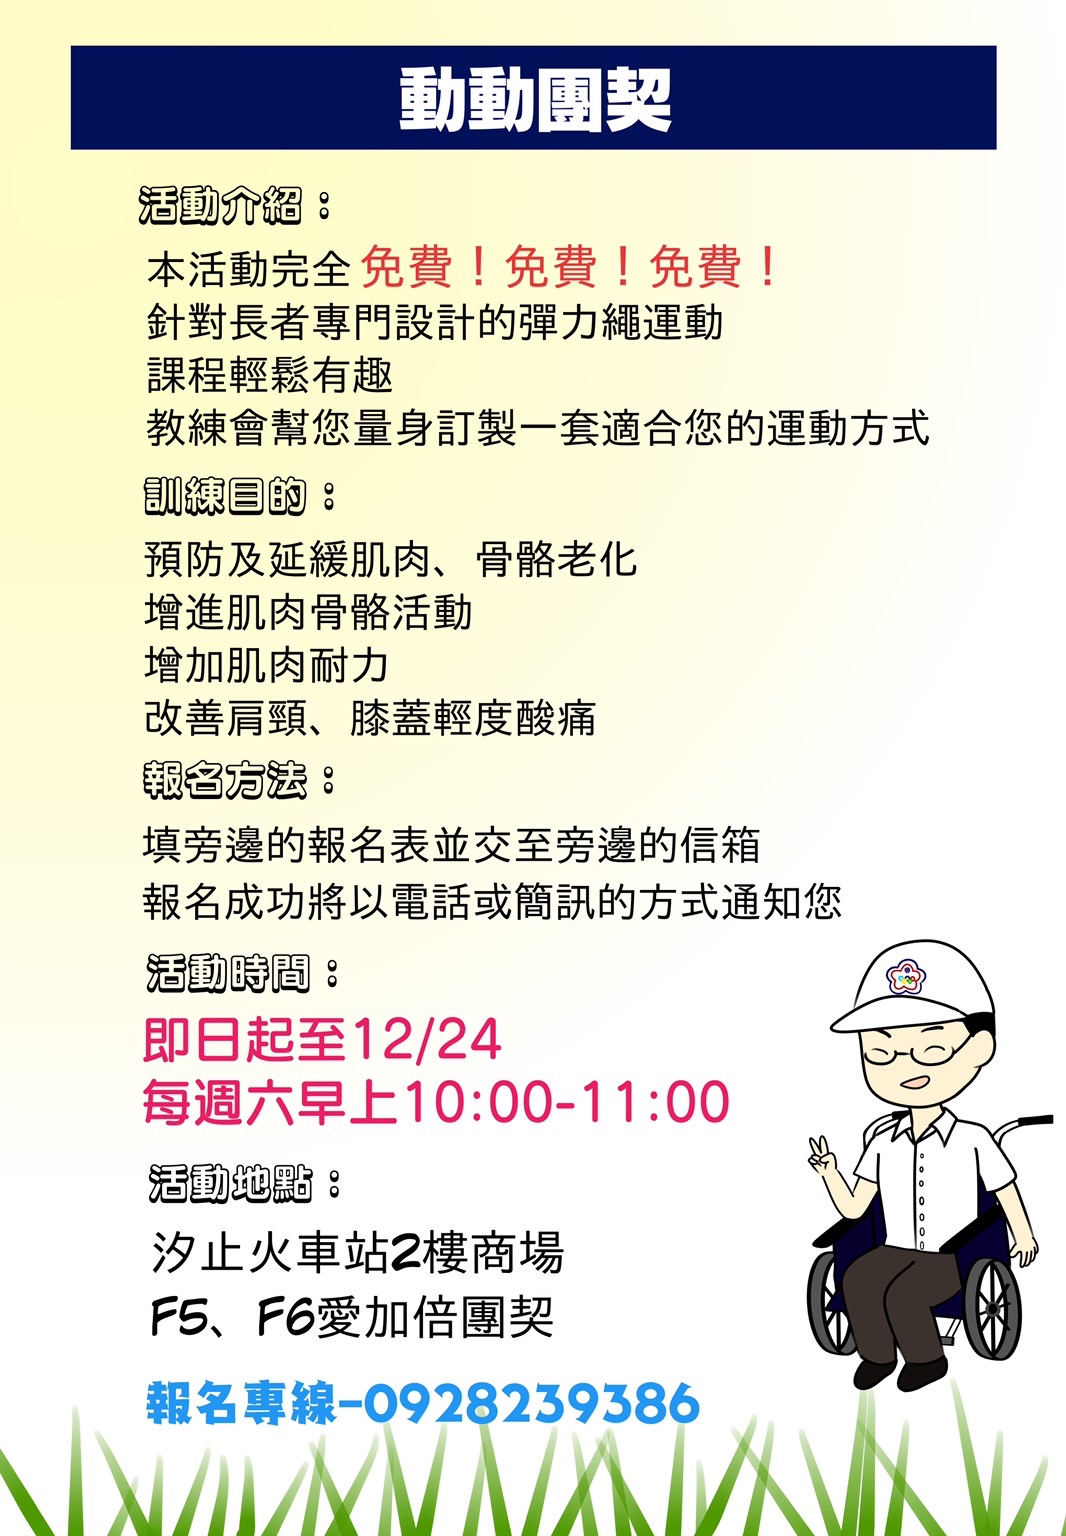 動動團契
活動介紹：
本活動完全 免費！免費！免費！
針對長者專門設計的彈力繩運動
課程輕鬆有趣
教練會幫您量身訂製一套適合您的運動方式
訓練目的：
預防及延緩肌肉、骨骼老化
增進肌肉骨骼活動
增加肌肉耐力
改善肩頸、膝蓋輕度酸痛
報名方法：
填旁邊的報名表並交至旁邊的信箱
報名成功將以電話或簡訊的方式通知您
活動時間：
即日起至12/24
每週六早上10:00-11:00
活動地點：
汐止火車站2樓商場
F5、F6愛加倍團契
報名專線-0928239386